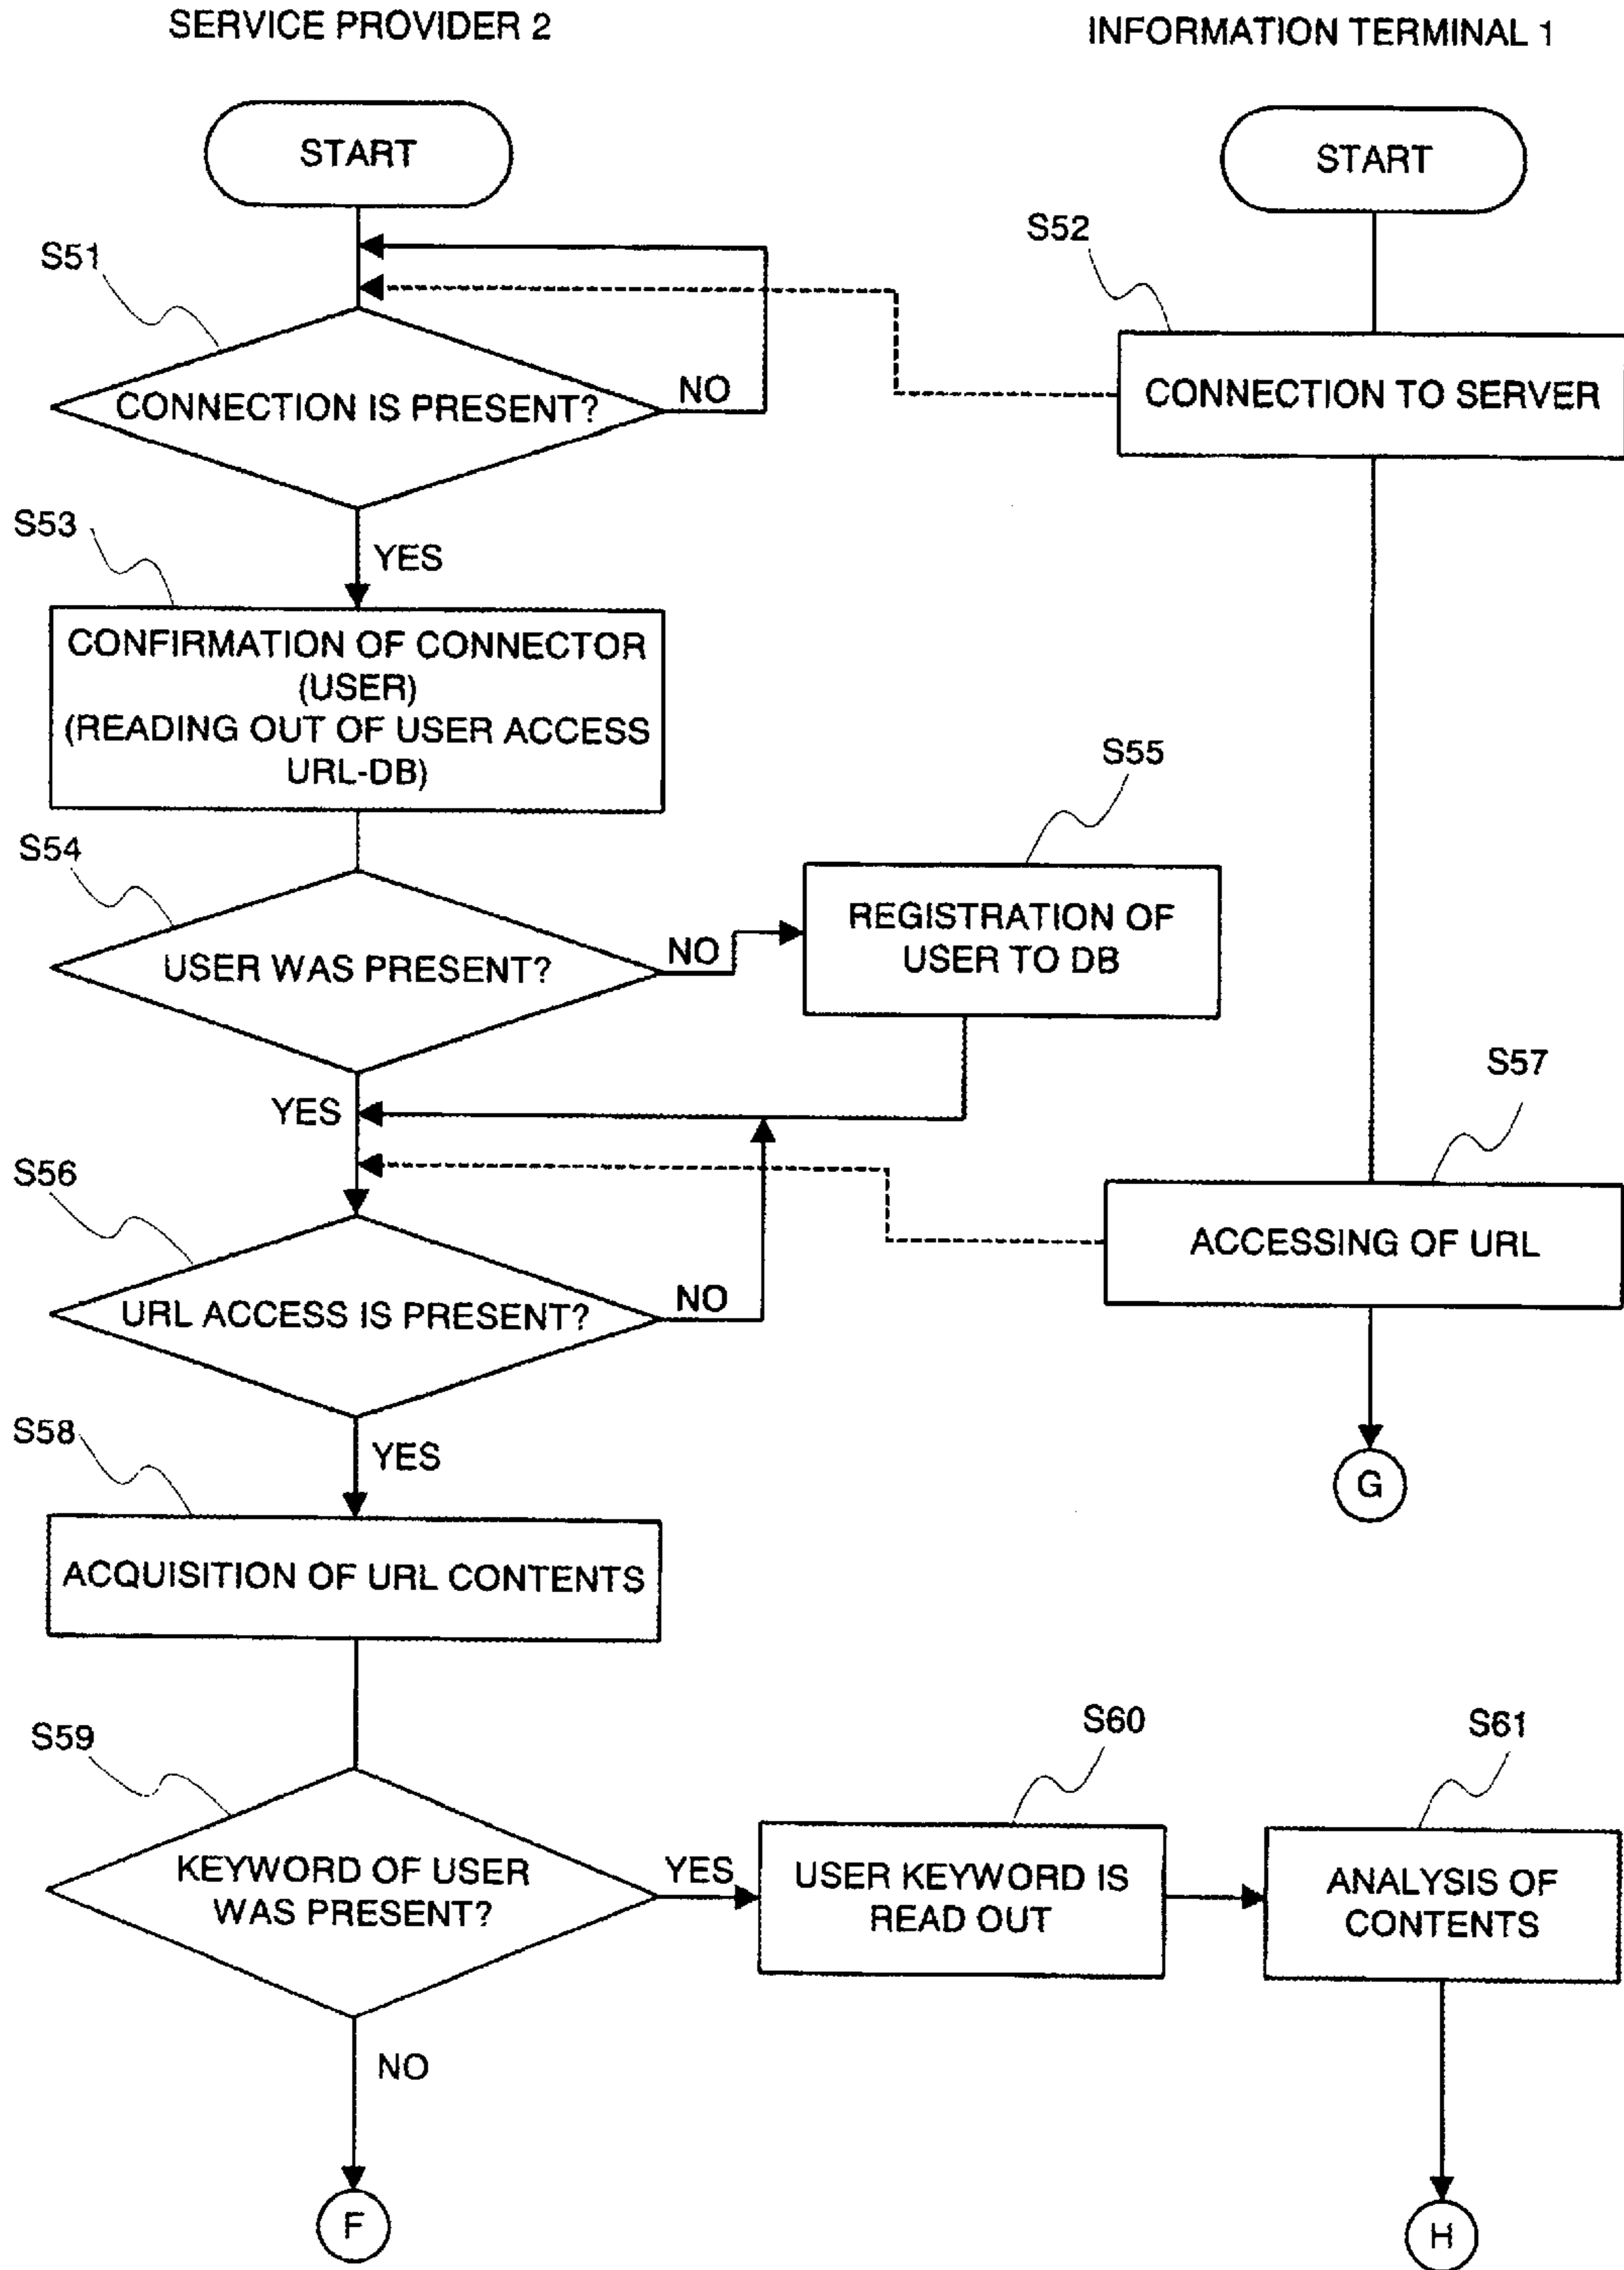 SERVICE PROVIDER 2
INFORMATION TERMINAL 1
START
START
S51
S52
CONNECTION IS PRESENT?
NO
CONNECTION TO SERVER
YES
S53
CONFIRMATION OF CONNECTOR
(USER)
(READING OUT OF USER ACCESS
URL-DB)
S54
S55
USER WAS PRESENT?
NO
REGISTRATION OF
USER TO DB
YES
S56
S57
URL ACCESS IS PRESENT?
NO
ACCESSING OF URL
YES
G
S58
ACQUISITION OF URL CONTENTS
S59
S60
S61
KEYWORD OF USER
WAS PRESENT?
YES
USER KEYWORD IS
READ OUT
ANALYSIS OF
CONTENTS
NO
F
H